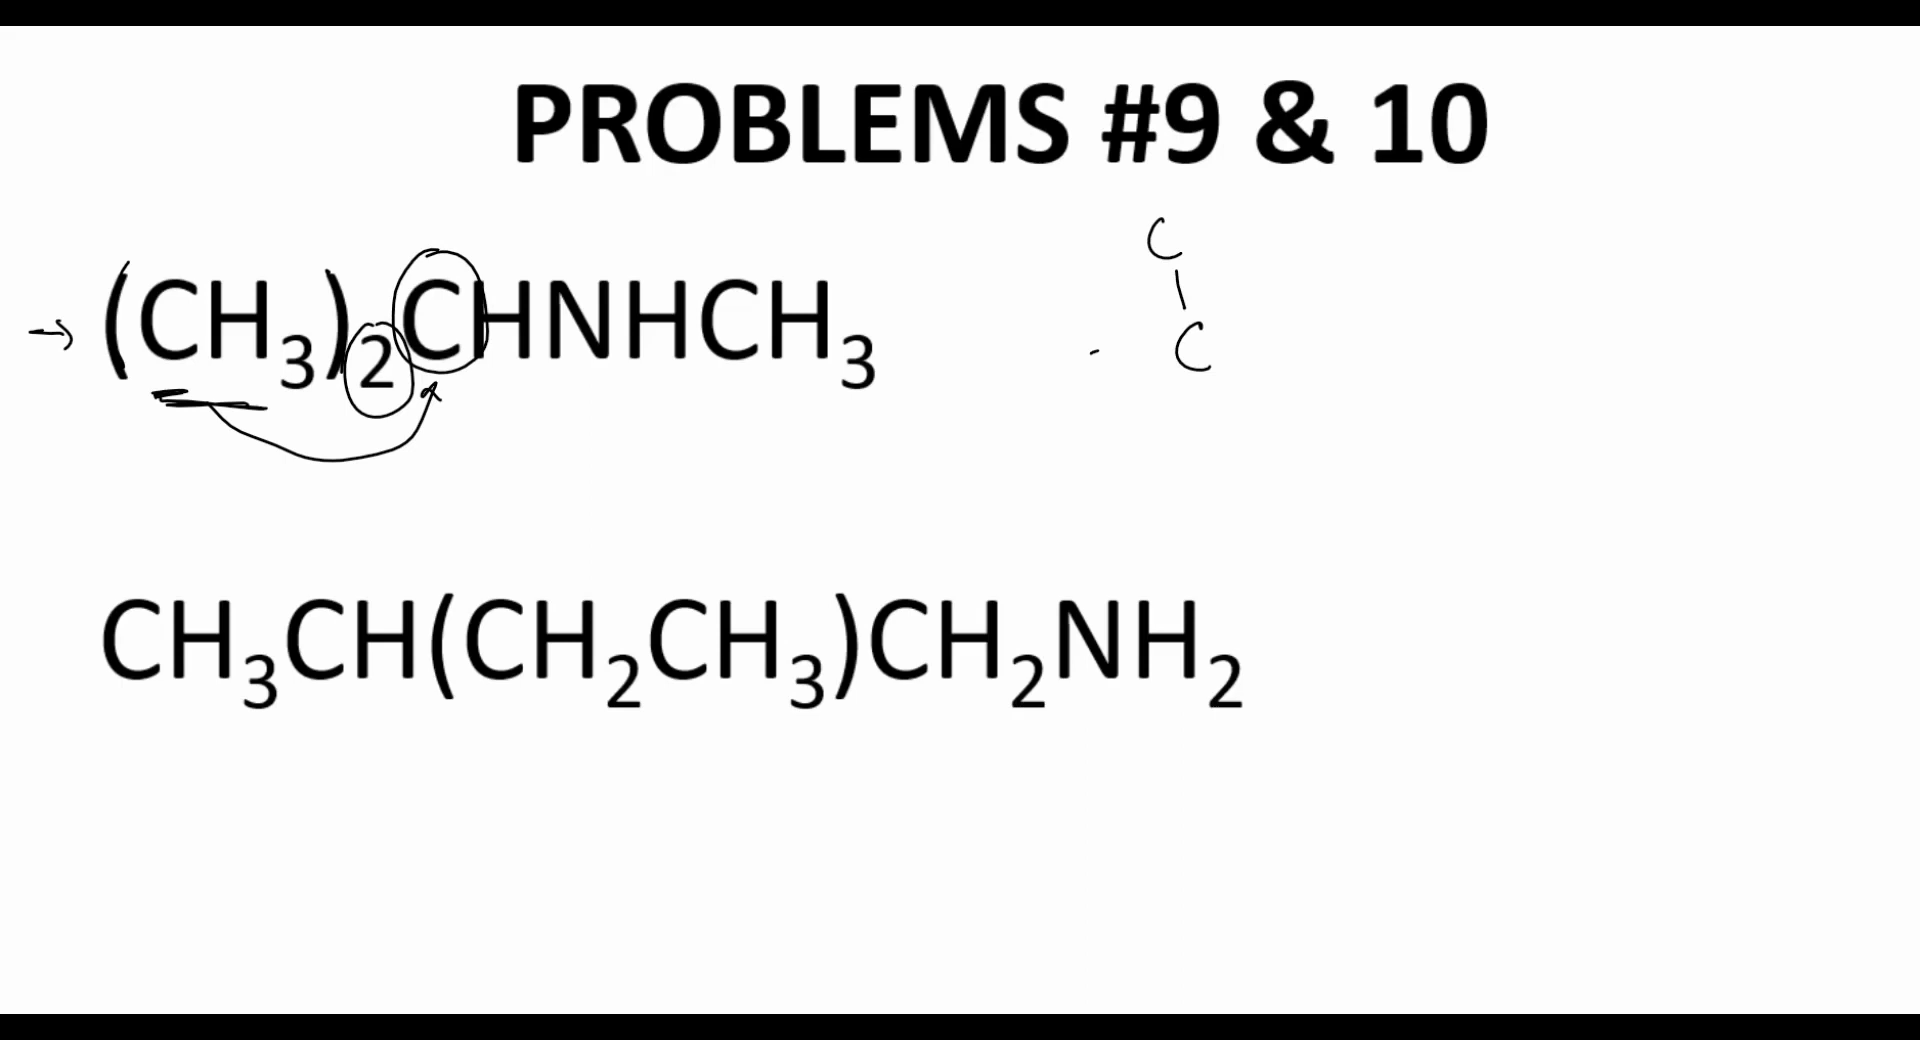 PROBLEMS #9 & 10
C
→ (CH₃)₂CHNHCH₃
C
CH₃CH(CH₂CH₃)CH₂NH₂